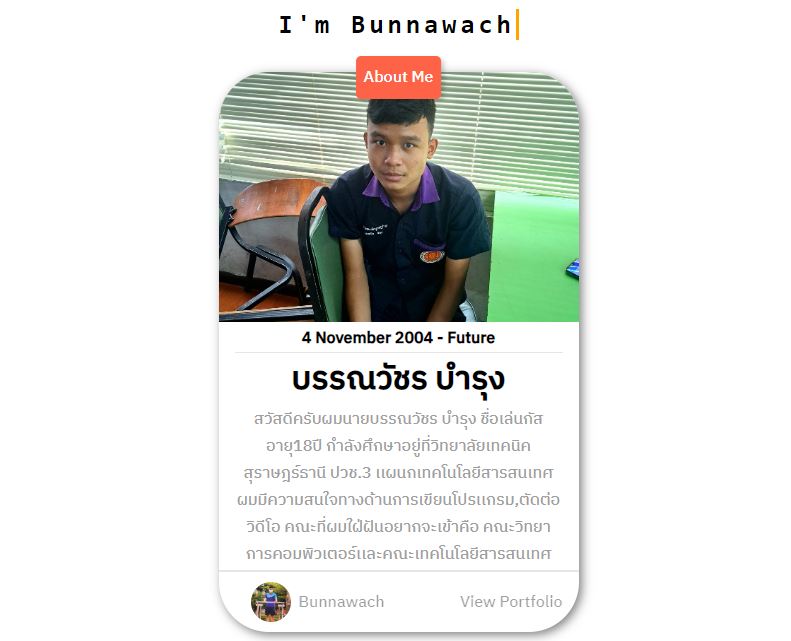 I'm Bunnawach
About Me
4 November 2004 - Future
บรรณวัชร บำรุง
สวัสดีครับผมนายบรรณวัชร บำรุง ชื่อเล่นกัส
อายุ18ปี กำลังศึกษาอยู่ที่วิทยาลัยเทคนิค
สุราษฎร์ธานี ปวช.3 แผนกเทคโนโลยีสารสนเทศ
ผมมีความสนใจทางด้านการเขียนโปรแกรม,ตัดต่อ
วิดีโอ คณะที่ผมใฝ่ฝันอยากจะเข้าคือ คณะวิทยา
การคอมพิวเตอร์และคณะเทคโนโลยีสารสนเทศ
Bunnawach
View Portfolio